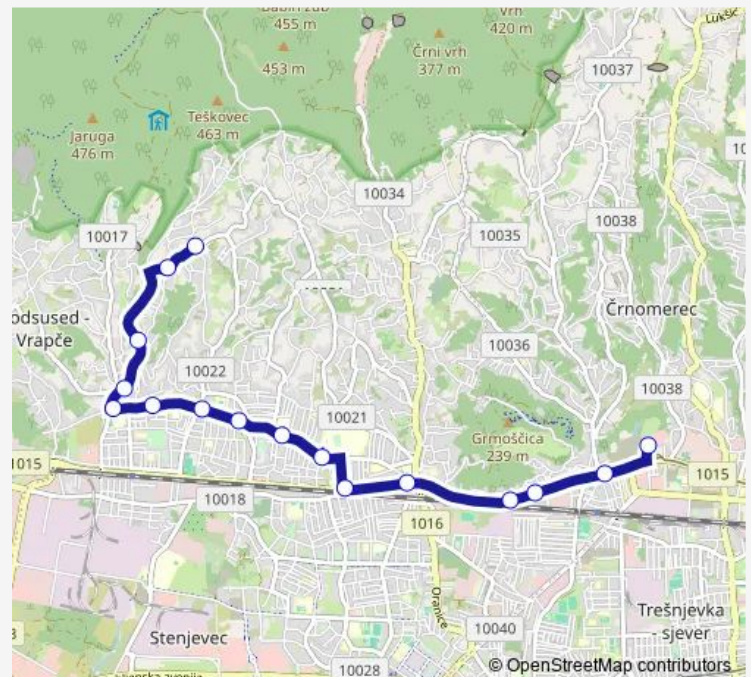 455 m
Vrh
420 m
Lukšić
Črni vrh
377 m
453 m
10037
Teškovec
463 m
Jaruga
476 m
10034
10017
10038
10035
Črnomerec
Vrapče
10036
10022
10038
10021
Grmoščica
239 m
1015
1015
10018
1016
Oranice
Trešnjevka
- sjever
Stenjevec
10040
10028
© OpenStreetMap contributors